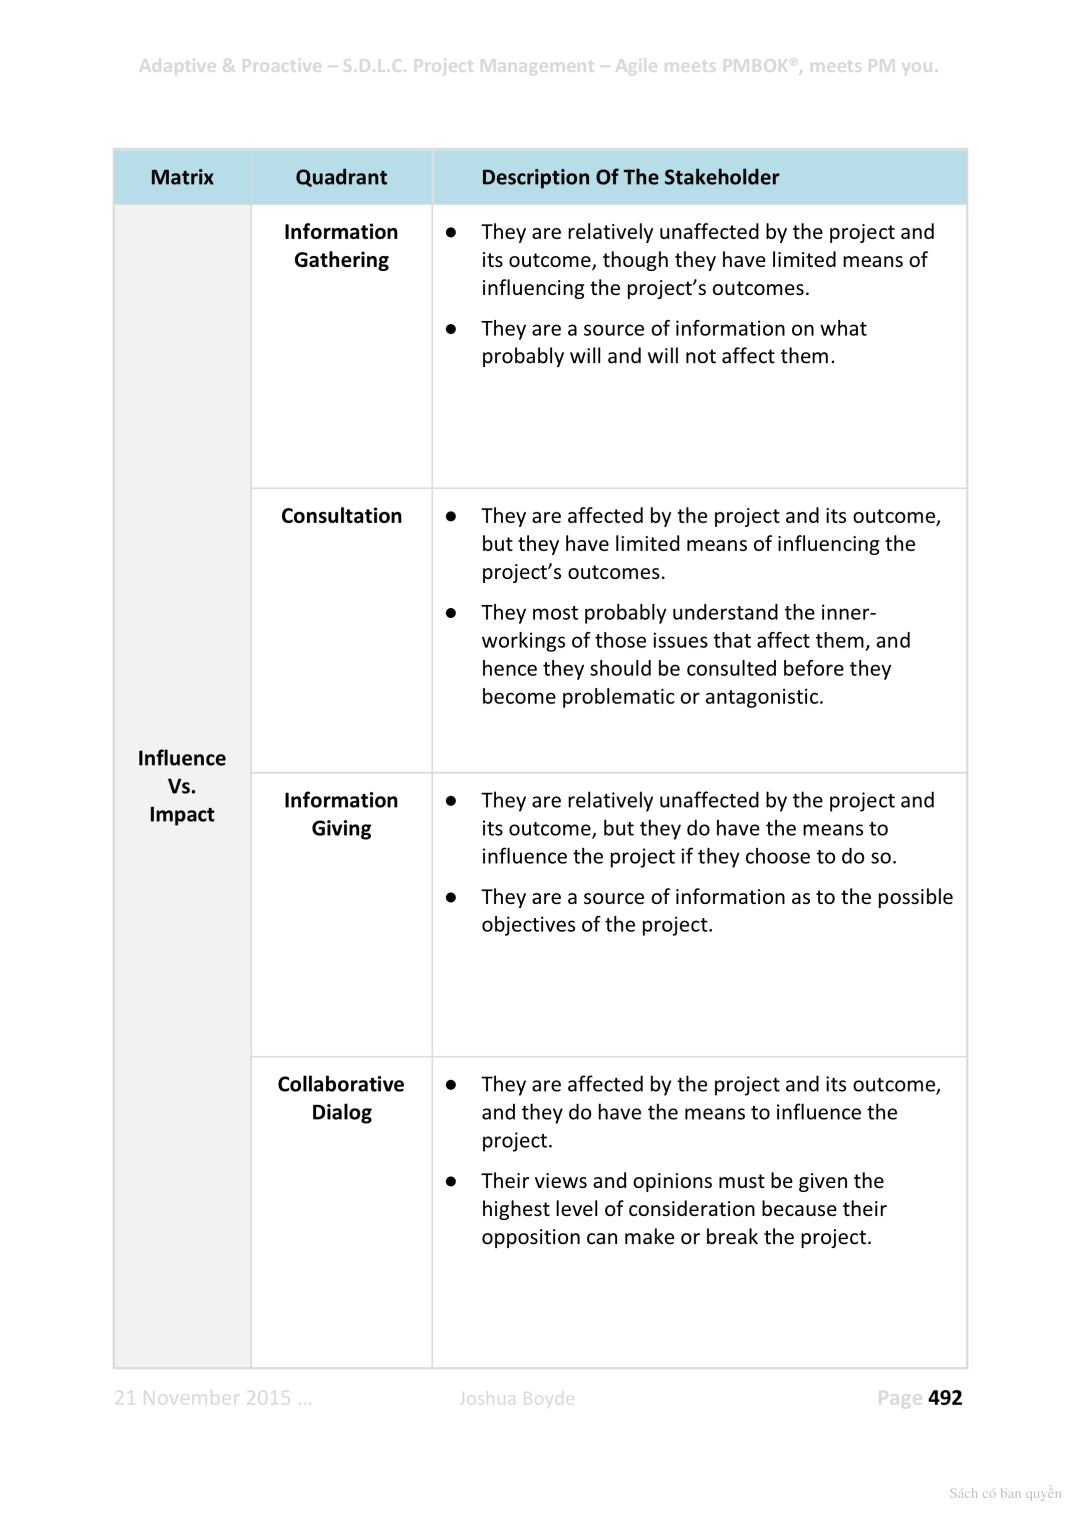 Adaptive & Proactive – S.D.L.C. Project Management – Agile meets PMBOK®, meets PM you.
Matrix
Quadrant
Description Of The Stakeholder
Influence
Vs.
Impact
Information
Gathering
● They are relatively unaffected by the project and
its outcome, though they have limited means of
influencing the project’s outcomes.
● They are a source of information on what
probably will and will not affect them.
Consultation
● They are affected by the project and its outcome,
but they have limited means of influencing the
project’s outcomes.
● They most probably understand the inner-
workings of those issues that affect them, and
hence they should be consulted before they
become problematic or antagonistic.
Information
Giving
● They are relatively unaffected by the project and
its outcome, but they do have the means to
influence the project if they choose to do so.
● They are a source of information as to the possible
objectives of the project.
Collaborative
Dialog
● They are affected by the project and its outcome,
and they do have the means to influence the
project.
● Their views and opinions must be given the
highest level of consideration because their
opposition can make or break the project.
21 November 2015 …
Joshua Boyde
Page 492
Sách có bản quyền